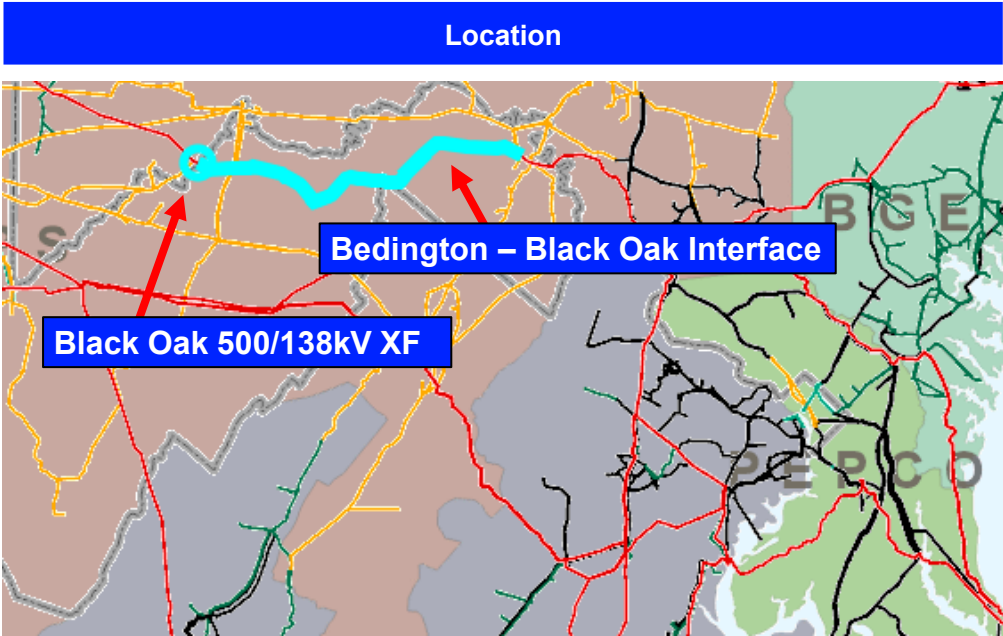 Location
BGE
S
Bedington – Black Oak Interface
Black Oak 500/138kV XF
PEPCO